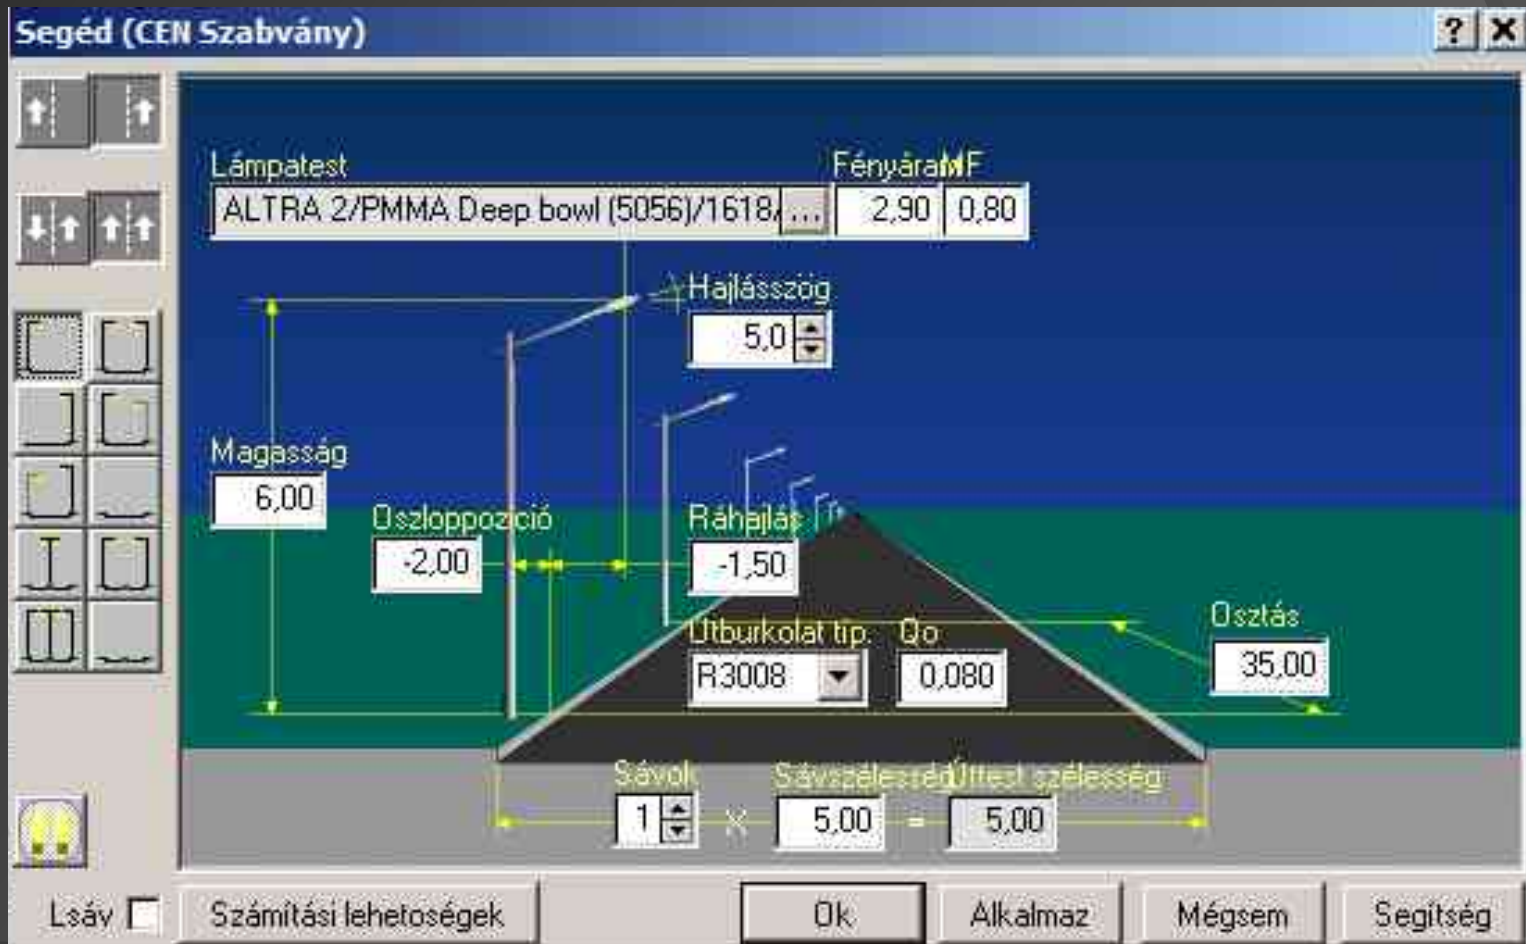 Segéd (CEN Szabvány)
Lámpatest
Fényáram MF
ALTRA 2/PMMA Deep bowl (5056)/1618/ ... 2,90 0,80
Hajlásszög
5,0
Magasság
6,00
Oszloppozíció Ráhajlás
-2,00 -1,50
Útburkolat tip. Qo
R3008 0,080
Osztás
35,00
Sávok Sávszélesség Úttest szélesség
1 X 5,00 = 5,00
Lsáv Számítási lehetoségek Ok Alkalmaz Mégsem Segítség